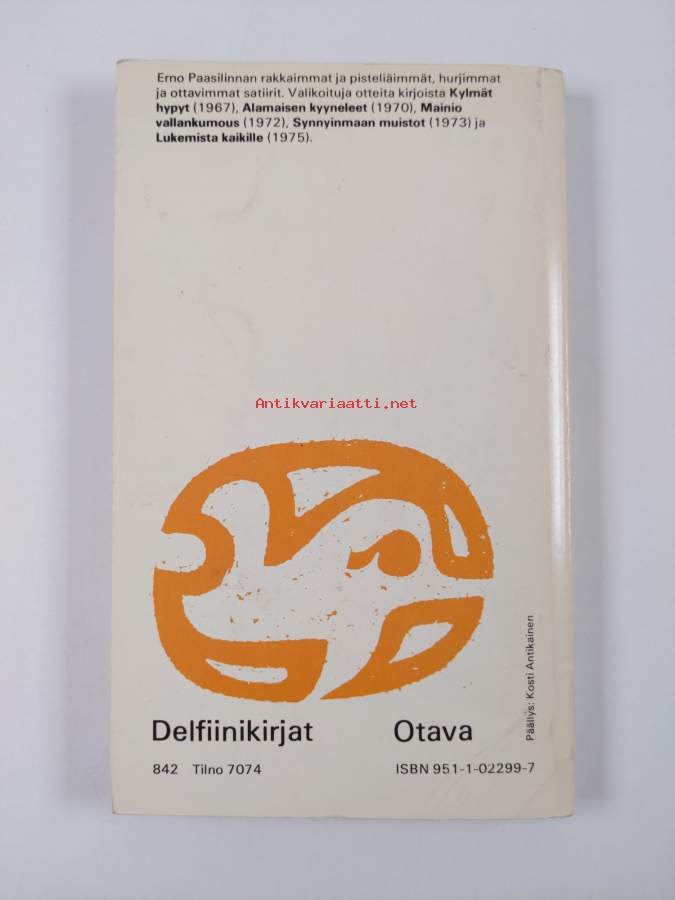 Erno Paasilinnan rakkaimmat ja pisteliäimmät, hurjimmat
ja ottavimmat satiirit. Valikoituja otteita kirjoista Kylmät
hypyt (1967), Alamaisen kyyneleet (1970), Mainio
vallankumous (1972), Synnyinmaan muistot (1973) ja
Lukemista kaikille (1975).
Antikvariaatti.net
Delfiinikirjat Otava
842 Tilno 7074 ISBN 951-1-02299-7
Päällys: Kosti Antikainen